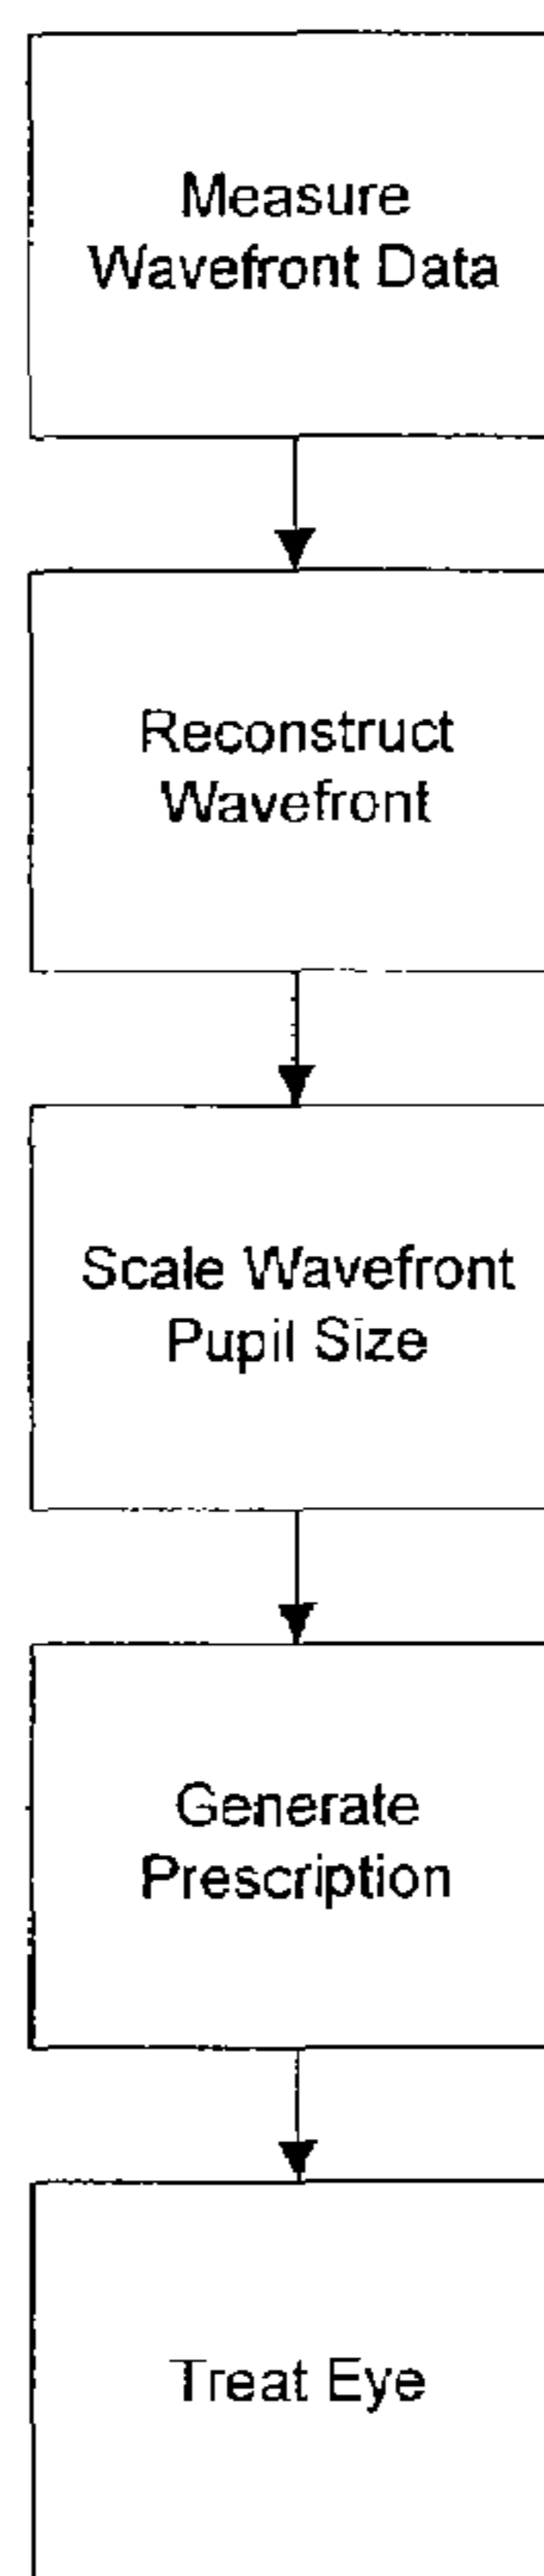 Measure
Wavefront Data
Reconstruct
Wavefront
Scale Wavefront
Pupil Size
Generate
Prescription
Treat Eye